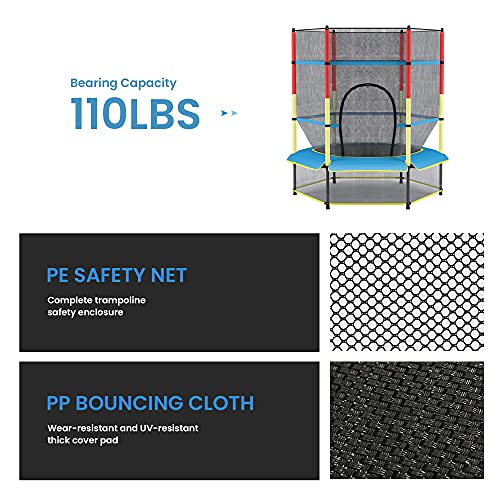 Bearing Capacity
110LBS
PE SAFETY NET
Complete trampoline
safety enclosure
PP BOUNCING CLOTH
Wear-resistant and UV-resistant
thick cover pad